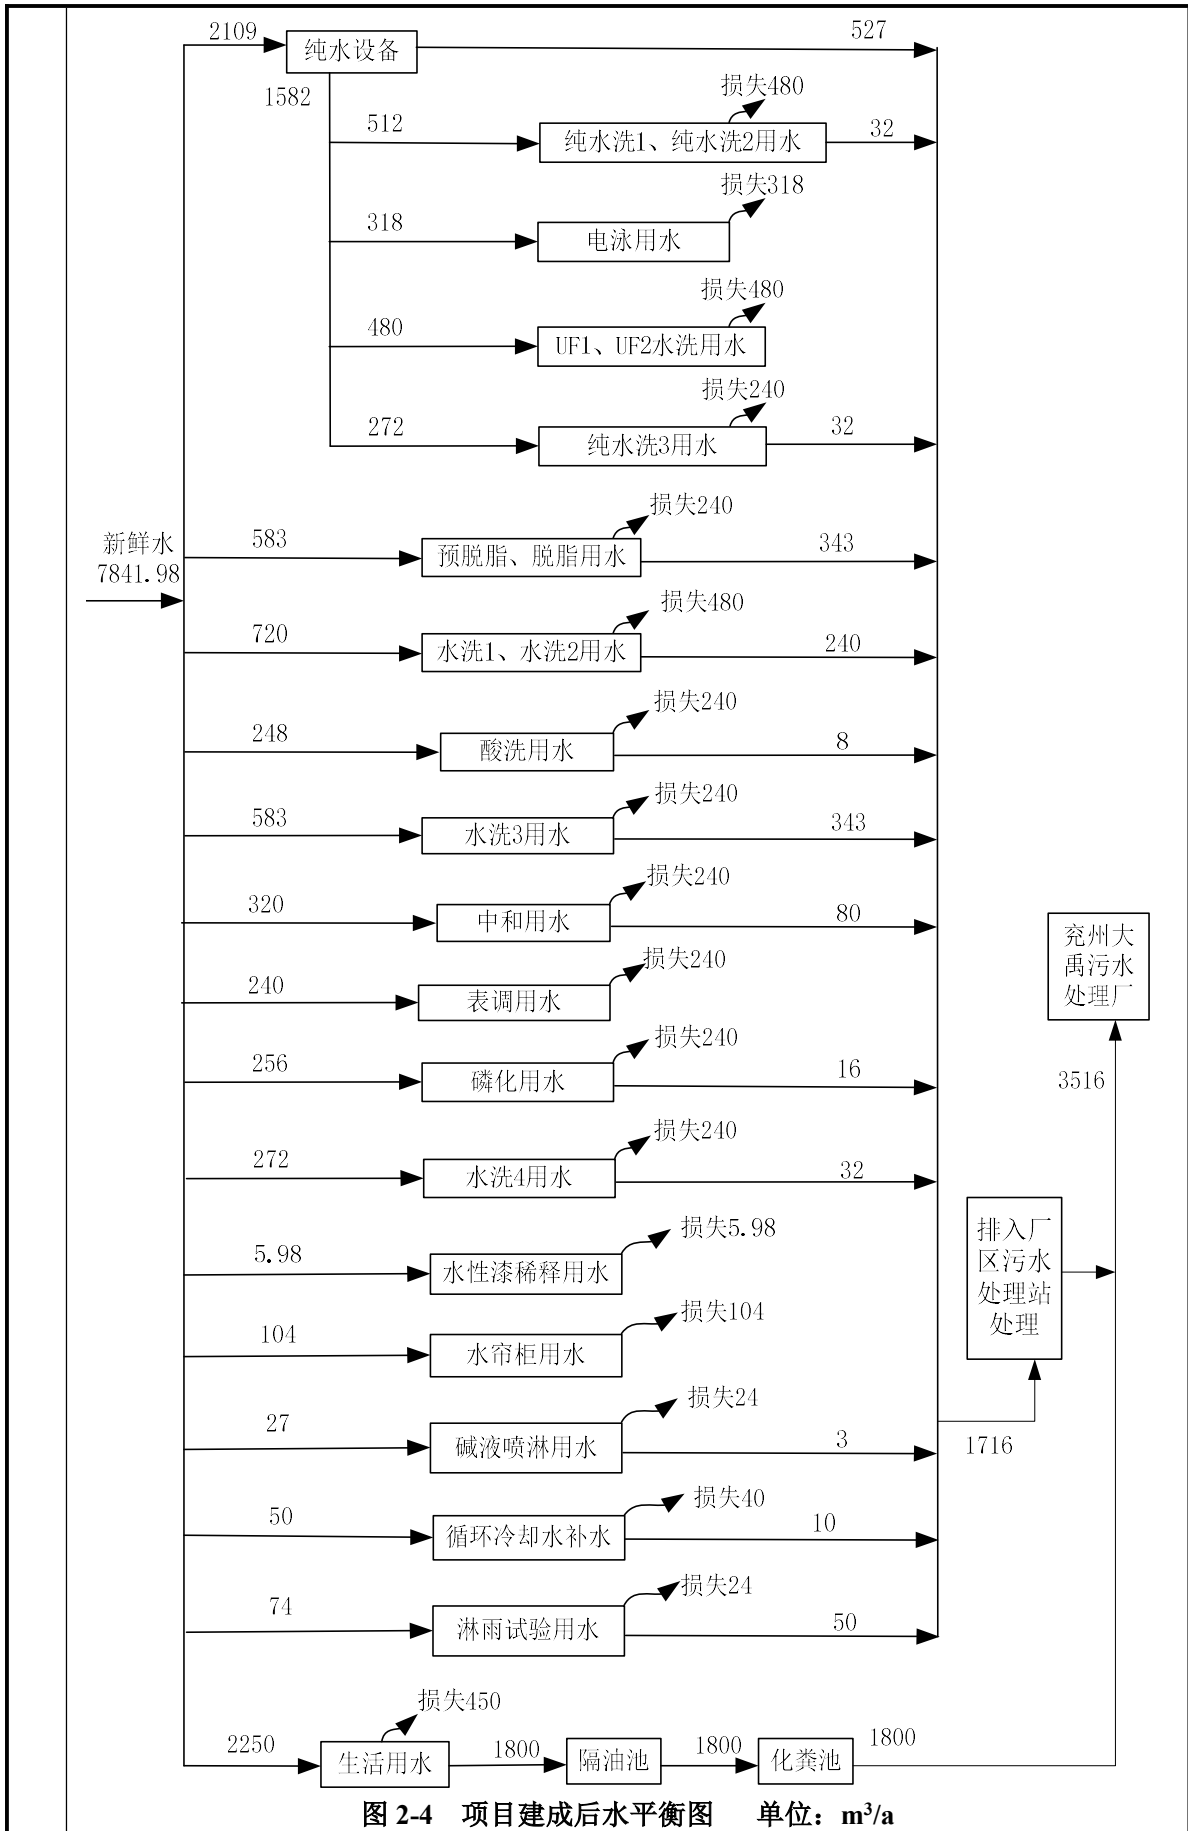 2109
纯水设备
527
1582
损失480
512
纯水洗1、纯水洗2用水
32
损失318
318
电泳用水
损失480
480
UF1、UF2水洗用水
损失240
272
纯水洗3用水
32
新鲜水
7841.98
损失240
583
预脱脂、脱脂用水
343
损失480
720
水洗1、水洗2用水
240
损失240
248
酸洗用水
8
损失240
583
水洗3用水
343
损失240
320
中和用水
80
损失240
240
表调用水
损失240
256
磷化用水
16
损失240
272
水洗4用水
32
损失5.98
5.98
水性漆稀释用水
损失104
104
水帘柜用水
损失24
27
碱液喷淋用水
3
损失40
50
循环冷却水补水
10
损失24
74
淋雨试验用水
50
1716
排入厂
区污水
处理站
处理
3516
兖州大
禹污水
处理厂
损失450
2250
生活用水
1800
隔油池
1800
化粪池
1800
图 2-4 项目建成后水平衡图 单位：m³/a